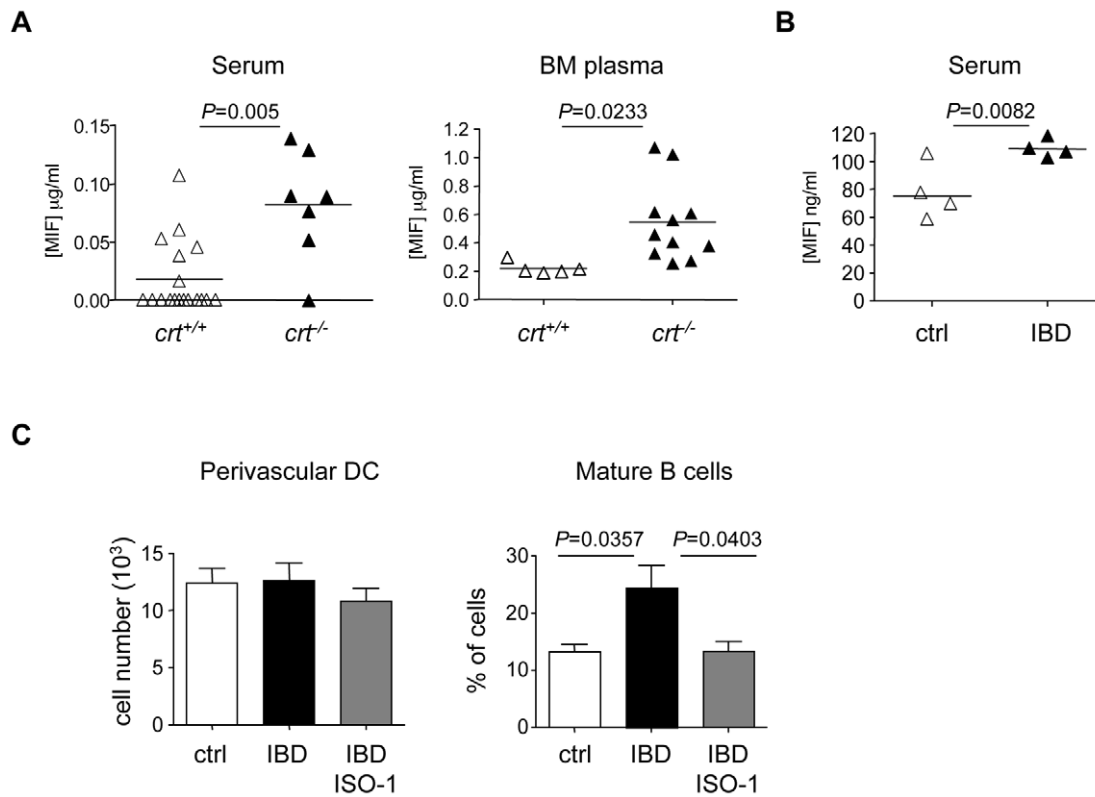 A
Serum
P=0.005
[MIF] µg/ml
0.15
0.10
0.05
0.00
crt+/+
crt-/-
BM plasma
P=0.0233
[MIF] µg/ml
1.2
1.0
0.8
0.6
0.4
0.2
0.0
crt+/+
crt-/-
B
Serum
P=0.0082
[MIF] ng/ml
120
100
80
60
40
20
0
ctrl
IBD
C
Perivascular DC
cell number (10³)
15
10
5
0
ctrl
IBD
IBD
ISO-1
Mature B cells
P=0.0357
P=0.0403
% of cells
30
20
10
0
ctrl
IBD
IBD
ISO-1